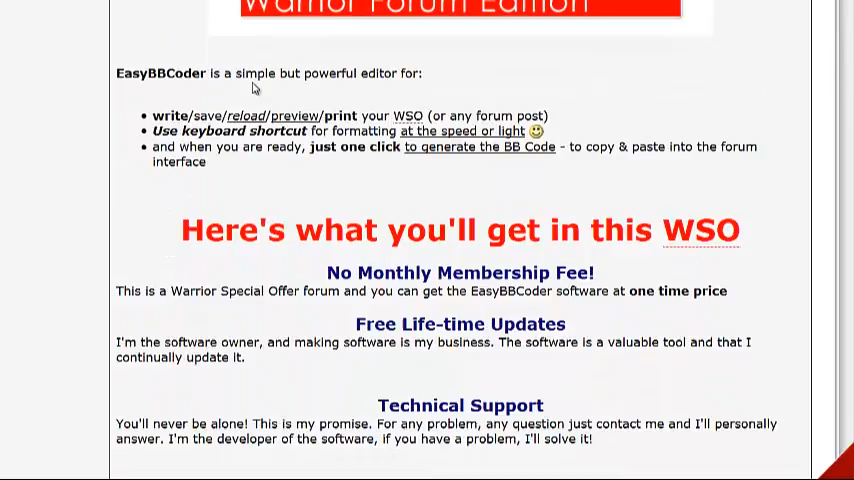 Warrior Forum Edition
EasyBBCoder is a simple but powerful editor for:
• write/save/reload/preview/print your WSO (or any forum post)
• Use keyboard shortcut for formatting at the speed or light
• and when you are ready, just one click to generate the BB Code - to copy & paste into the forum
interface
Here's what you'll get in this WSO
No Monthly Membership Fee!
This is a Warrior Special Offer forum and you can get the EasyBBCoder software at one time price
Free Life-time Updates
I'm the software owner, and making software is my business. The software is a valuable tool and that I
continually update it.
Technical Support
You'll never be alone! This is my promise. For any problem, any question just contact me and I'll personally
answer. I'm the developer of the software, if you have a problem, I'll solve it!